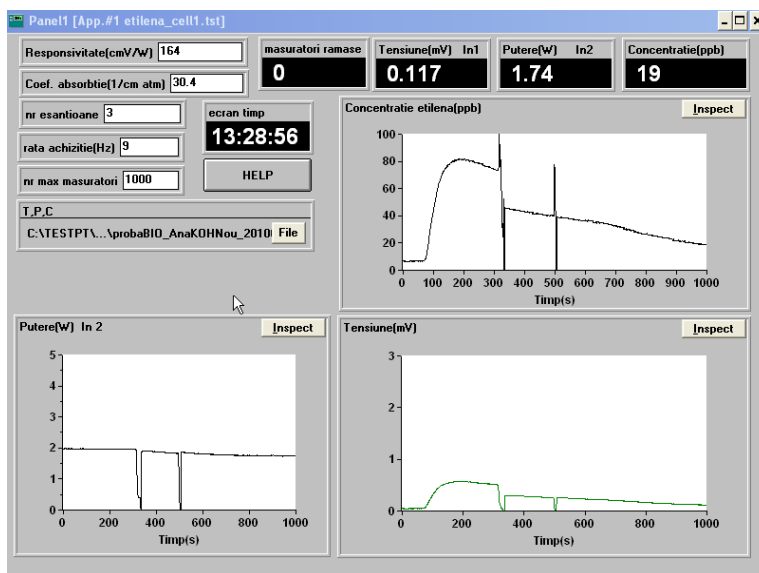 Panel1 [App.#1 etilena_cell1.tst]
Responsivitate(cmV/W) 164
masuratori ramase
0
Tensiune(mV) In1
0.117
Putere(W) In2
1.74
Concentratie(ppb)
19
Coef. absorbtie(1/cm atm) 30.4
nr esantioane 3
ecran timp
13:28:56
rata achizitie(Hz) 9
HELP
nr max masuratori 1000
T,P,C
C:\TESTPT\...\probaBIO_AnaKOHNou_2010 File
Concentratie etilena(ppb) Inspect
100
80
60
40
20
0
0 100 200 300 400 500 600 700 800 900 1000
Timp(s)
Putere(W) In 2 Inspect
5
4
3
2
1
0
0 200 400 600 800 1000
Timp(s)
Tensiune(mV) Inspect
3
2
1
0
0 200 400 600 800 1000
Timp(s)